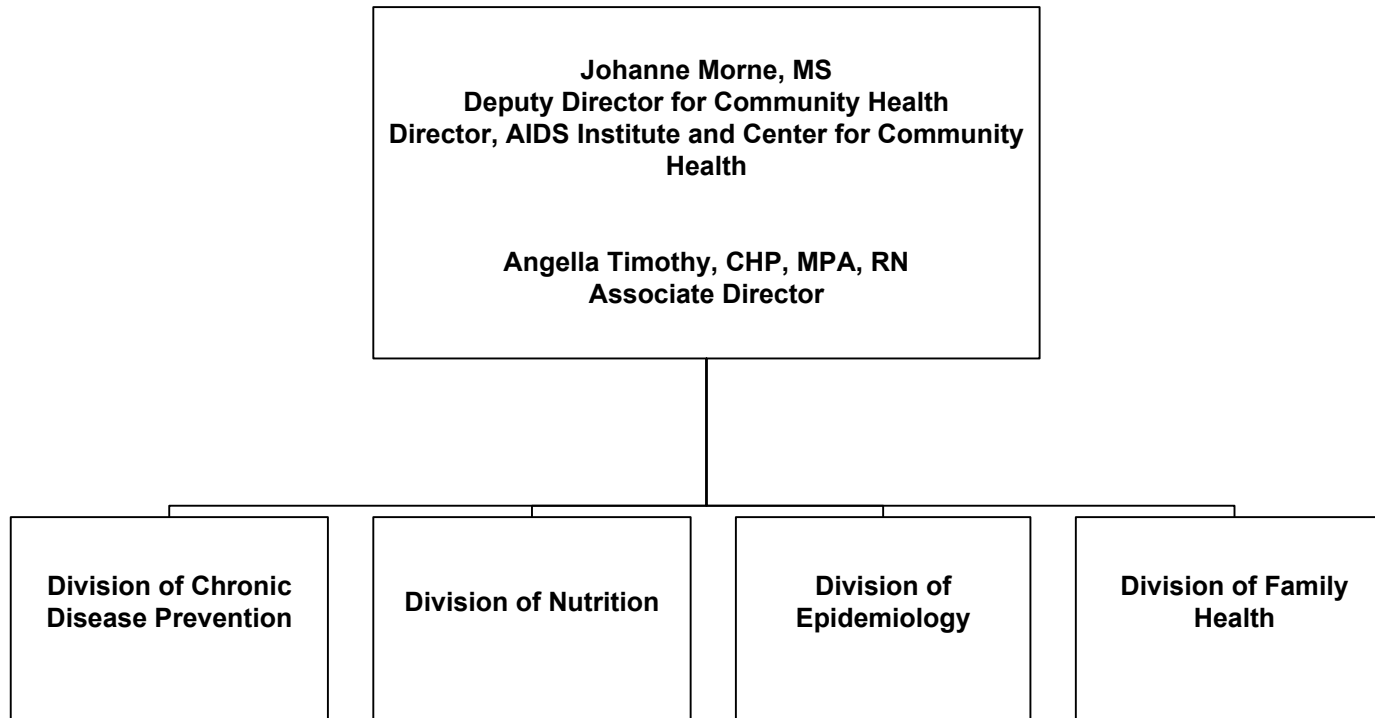 Johanne Morne, MS
Deputy Director for Community Health
Director, AIDS Institute and Center for Community
Health
Angella Timothy, CHP, MPA, RN
Associate Director
Division of Chronic
Disease Prevention
Division of Nutrition
Division of
Epidemiology
Division of Family
Health